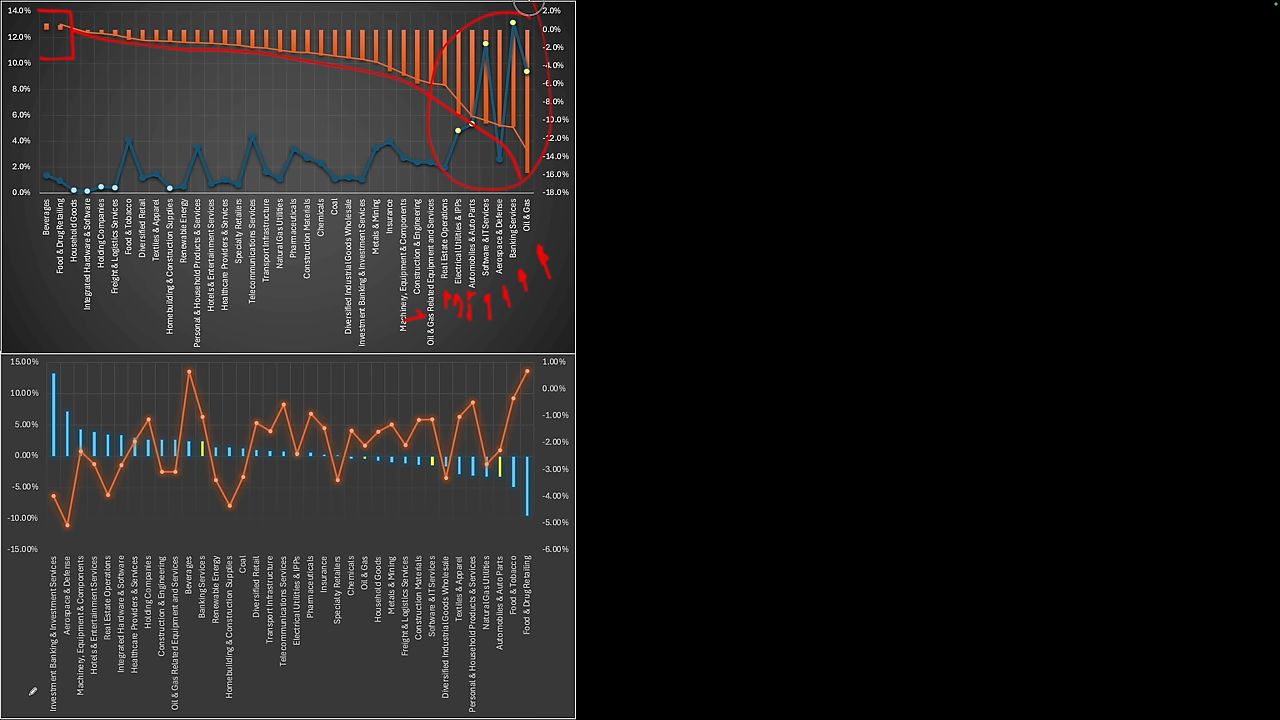 14.0%
12.0%
10.0%
8.0%
6.0%
4.0%
2.0%
0.0%
2.0%
0.0%
-2.0%
-4.0%
-6.0%
-8.0%
-10.0%
-12.0%
-14.0%
-16.0%
-18.0%
Beverages
Food & Drug Retailing
Household Goods
Integrated Hardware & Software
Holding Companies
Freight & Logistics Services
Food & Tobacco
Diversified Retail
Textiles & Apparel
Homebuilding & Construction Supplies
Renewable Energy
Personal & Household Products & Services
Hotels & Entertainment Services
Healthcare Providers & Services
Specialty Retailers
Telecommunications Services
Transport Infrastructure
Natural Gas Utilities
Pharmaceuticals
Construction Materials
Chemicals
Coal
Diversified Industrial Goods Wholesale
Investment Banking & Investment Services
Metals & Mining
Insurance
Machinery, Equipment & Components
Construction & Engineering
Oil & Gas Related Equipment and Services
Real Estate Operations
Electrical Utilities & IPPs
Automobiles & Auto Parts
Software & IT Services
Aerospace & Defense
Banking Services
Oil & Gas
15.00%
10.00%
5.00%
0.00%
-5.00%
-10.00%
-15.00%
1.00%
0.00%
-1.00%
-2.00%
-3.00%
-4.00%
-5.00%
-6.00%
Investment Banking & Investment Services
Aerospace & Defense
Machinery, Equipment & Components
Hotels & Entertainment Services
Real Estate Operations
Integrated Hardware & Software
Healthcare Providers & Services
Holding Companies
Construction & Engineering
Oil & Gas Related Equipment and Services
Beverages
Banking Services
Renewable Energy
Homebuilding & Construction Supplies
Coal
Diversified Retail
Transport Infrastructure
Telecommunications Services
Electrical Utilities & IPPs
Pharmaceuticals
Insurance
Specialty Retailers
Chemicals
Oil & Gas
Household Goods
Metals & Mining
Freight & Logistics Services
Construction Materials
Software & IT Services
Diversified Industrial Goods Wholesale
Textiles & Apparel
Personal & Household Products & Services
Natural Gas Utilities
Automobiles & Auto Parts
Food & Tobacco
Food & Drug Retailing